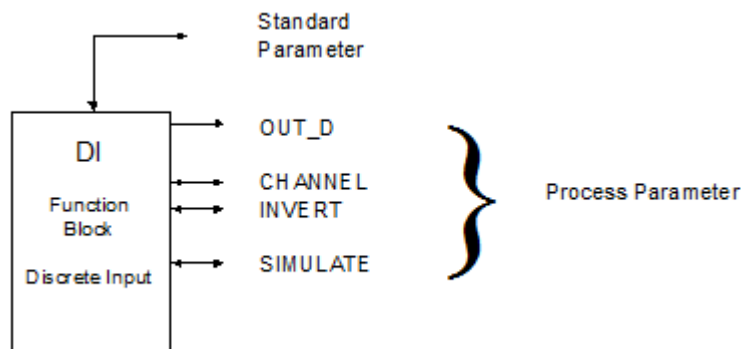 Standard
Parameter
DI
Function
Block
Discrete Input
OUT_D
CHANNEL
INVERT
SIMULATE
Process Parameter